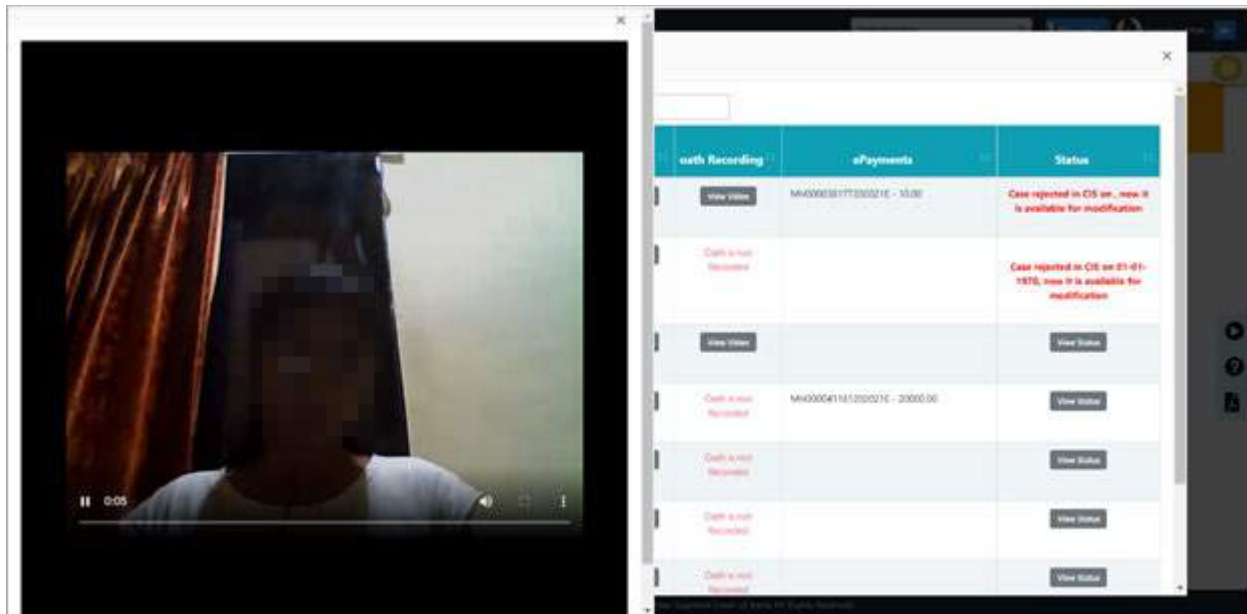 ×
×
oath Recording
ePayments
Status
View Video
Case rejected in CIS on , now it
is available for modification
Oath is not
Recorded
Case rejected in CIS on 01-01-
1970, now it is available for
modification
View Video
View Status
Oath is not
Recorded
View Status
Oath is not
Recorded
View Status
Oath is not
Recorded
View Status
Oath is not
Recorded
View Status
0:05